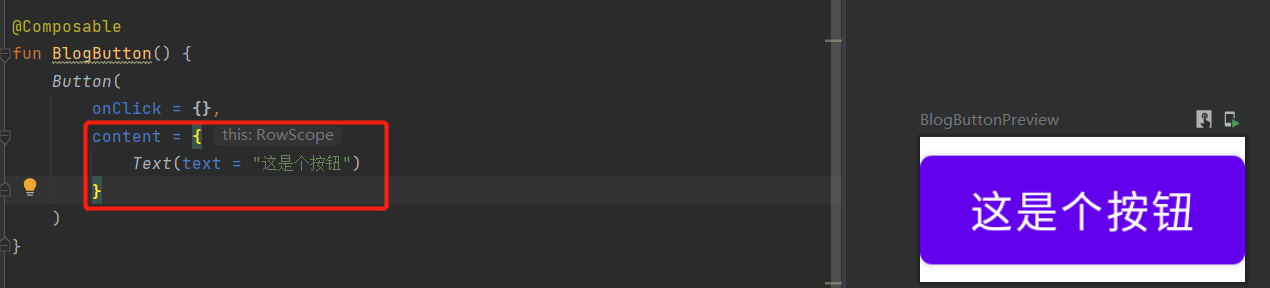 @Composable
fun BlogButton() {
Button(
onClick = {},
content = { this: RowScope
Text(text = "这是个按钮")
}
)
}
BlogButtonPreview
这是个按钮